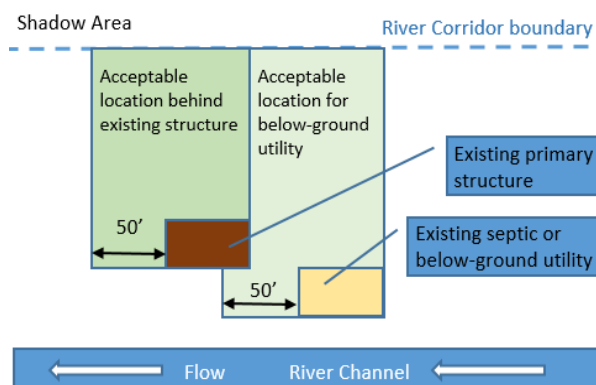 Shadow Area
River Corridor boundary
Acceptable
location behind
existing structure
Acceptable
location for
below-ground
utility
Existing primary
structure
50’
Existing septic or
below-ground utility
50’
Flow
River Channel